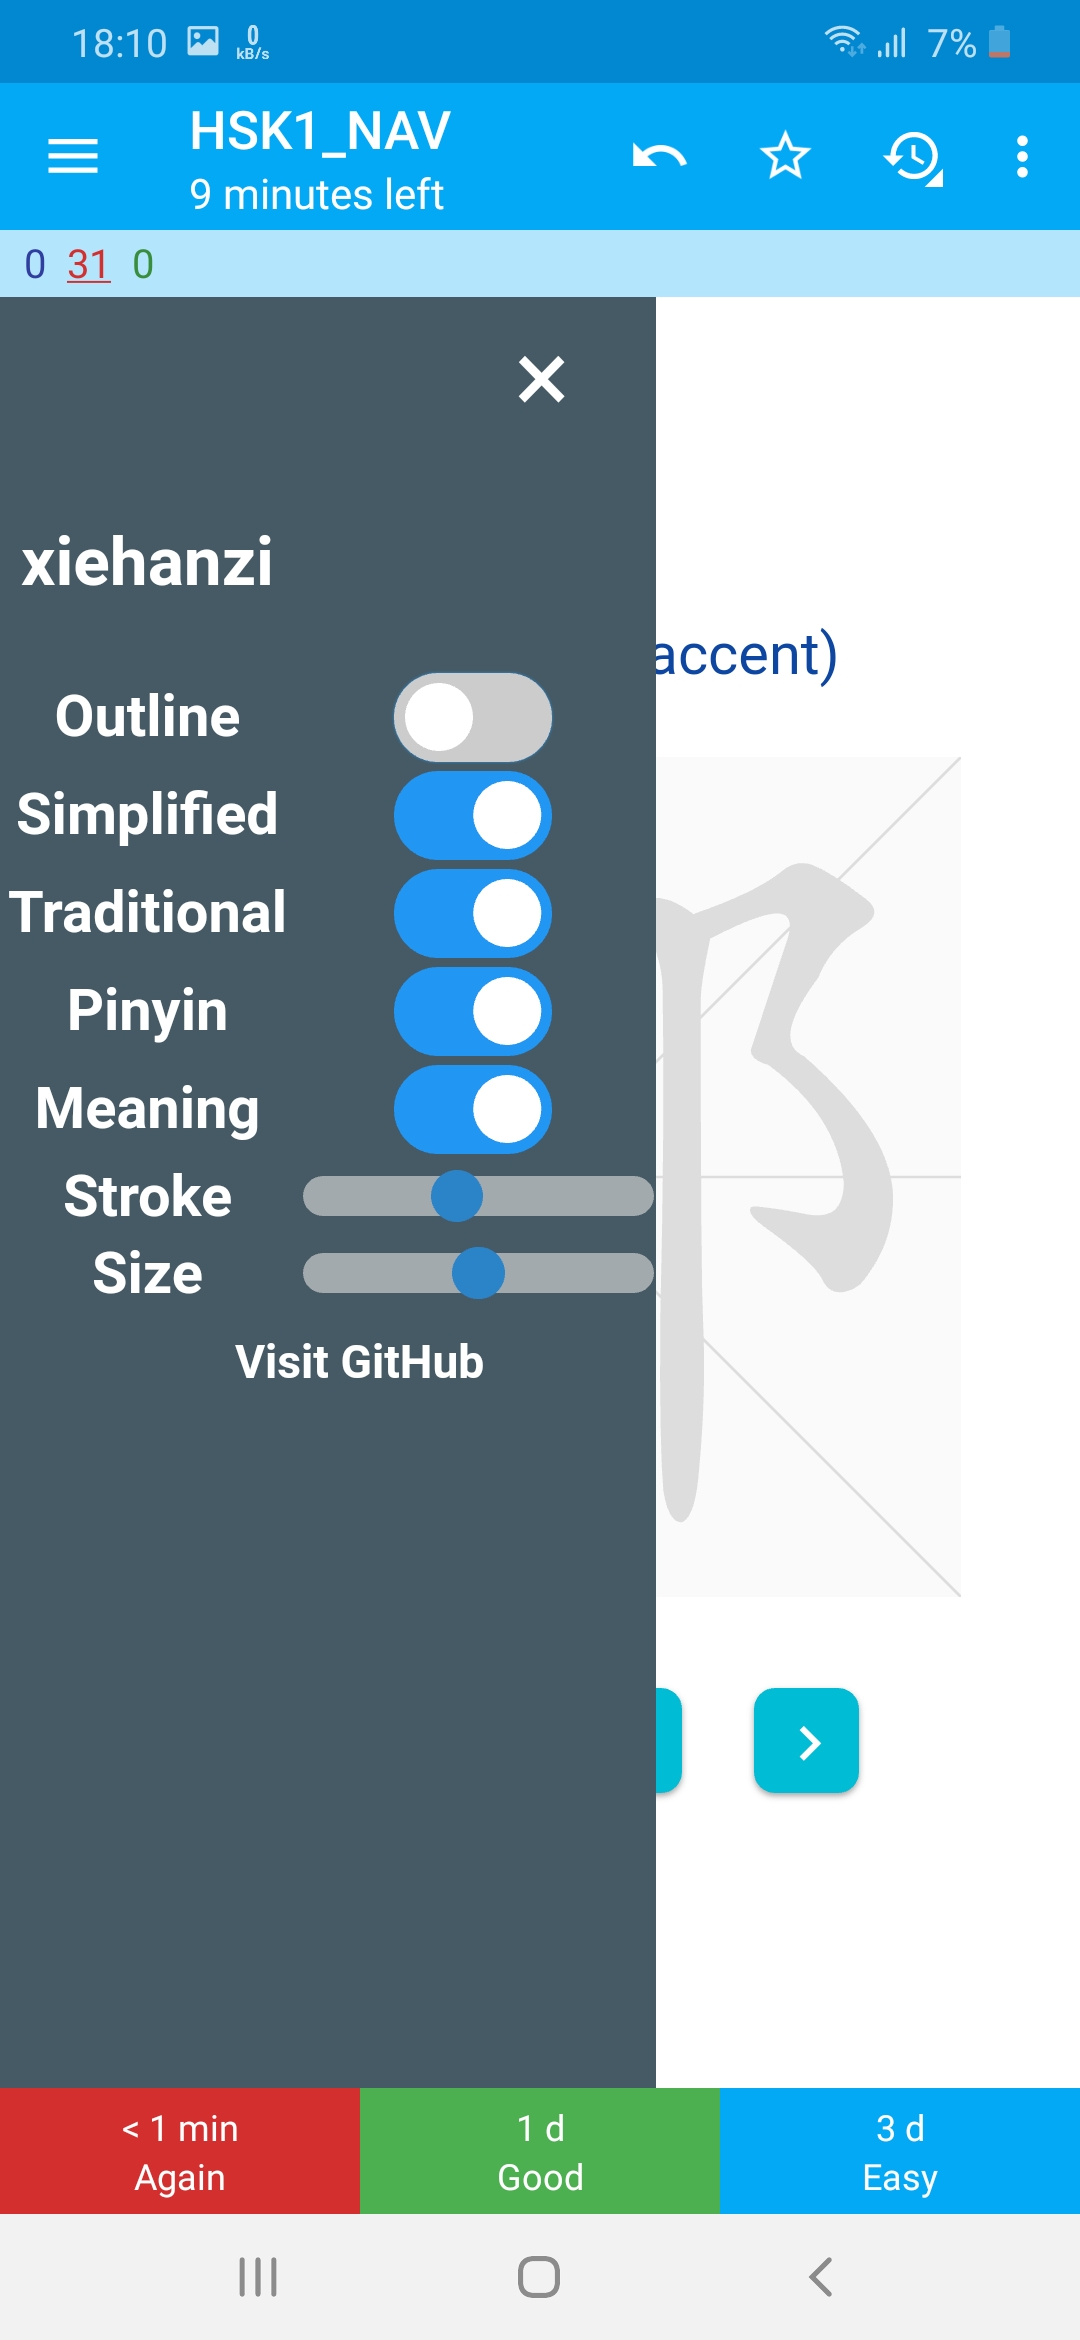 18:10 0 kB/s 7%
HSK1_NAV
9 minutes left
0 31 0
xiehanzi
accent)
Outline
Simplified
Traditional
Pinyin
Meaning
Stroke
Size
Visit GitHub
< 1 min
Again
1 d
Good
3 d
Easy